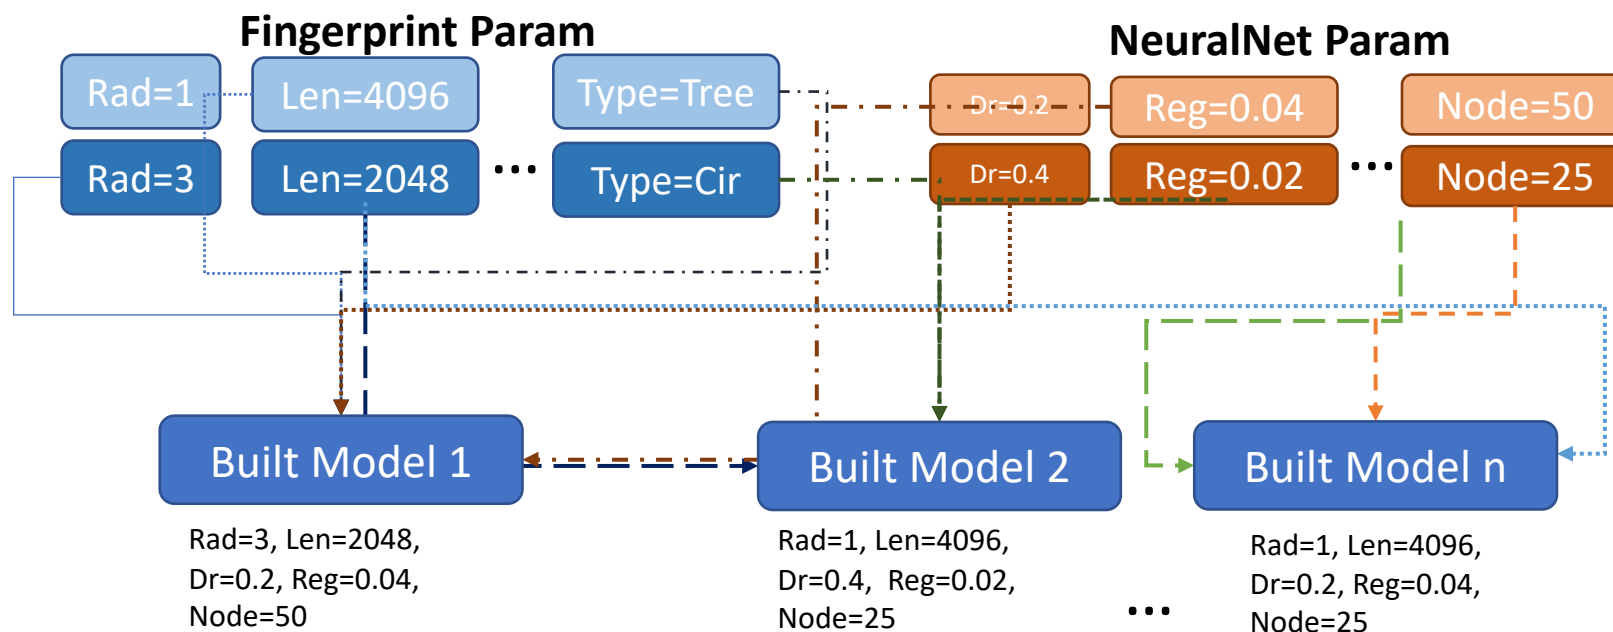 Fingerprint Param
NeuralNet Param
Rad=1
Len=4096
Type=Tree
Dr=0.2
Reg=0.04
Node=50
Rad=3
Len=2048
...
Type=Cir
Dr=0.4
Reg=0.02
...
Node=25
Built Model 1
Built Model 2
Built Model n
Rad=3, Len=2048,
Dr=0.2, Reg=0.04,
Node=50
Rad=1, Len=4096,
Dr=0.4, Reg=0.02,
Node=25
...
Rad=1, Len=4096,
Dr=0.2, Reg=0.04,
Node=25